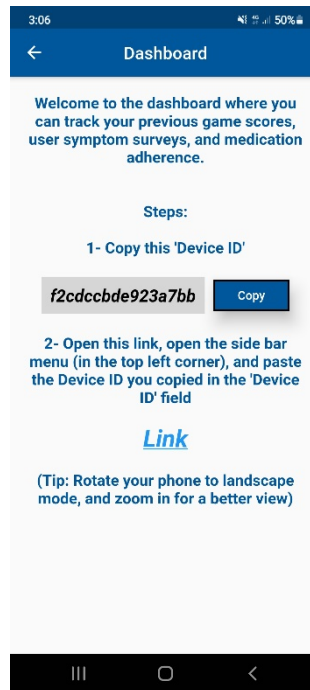 3:06
50%
Dashboard
Welcome to the dashboard where you
can track your previous game scores,
user symptom surveys, and medication
adherence.
Steps:
1- Copy this 'Device ID'
f2cdccbde923a7bb
Copy
2- Open this link, open the side bar
menu (in the top left corner), and paste
the Device ID you copied in the 'Device
ID' field
Link
(Tip: Rotate your phone to landscape
mode, and zoom in for a better view)